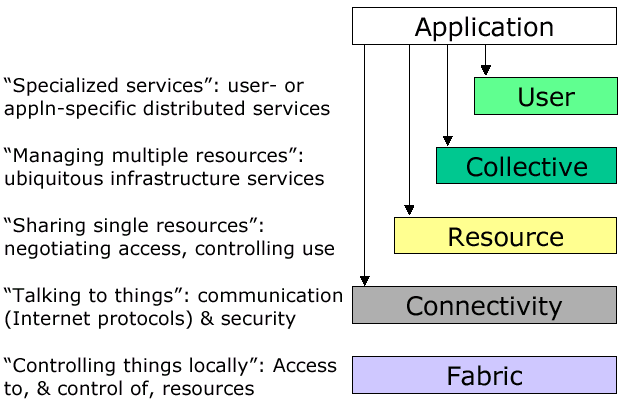 Application
“Specialized services”: user- or
appln-specific distributed services
User
“Managing multiple resources”:
ubiquitous infrastructure services
Collective
“Sharing single resources”:
negotiating access, controlling use
Resource
“Talking to things”: communication
(Internet protocols) & security
Connectivity
“Controlling things locally”: Access
to, & control of, resources
Fabric